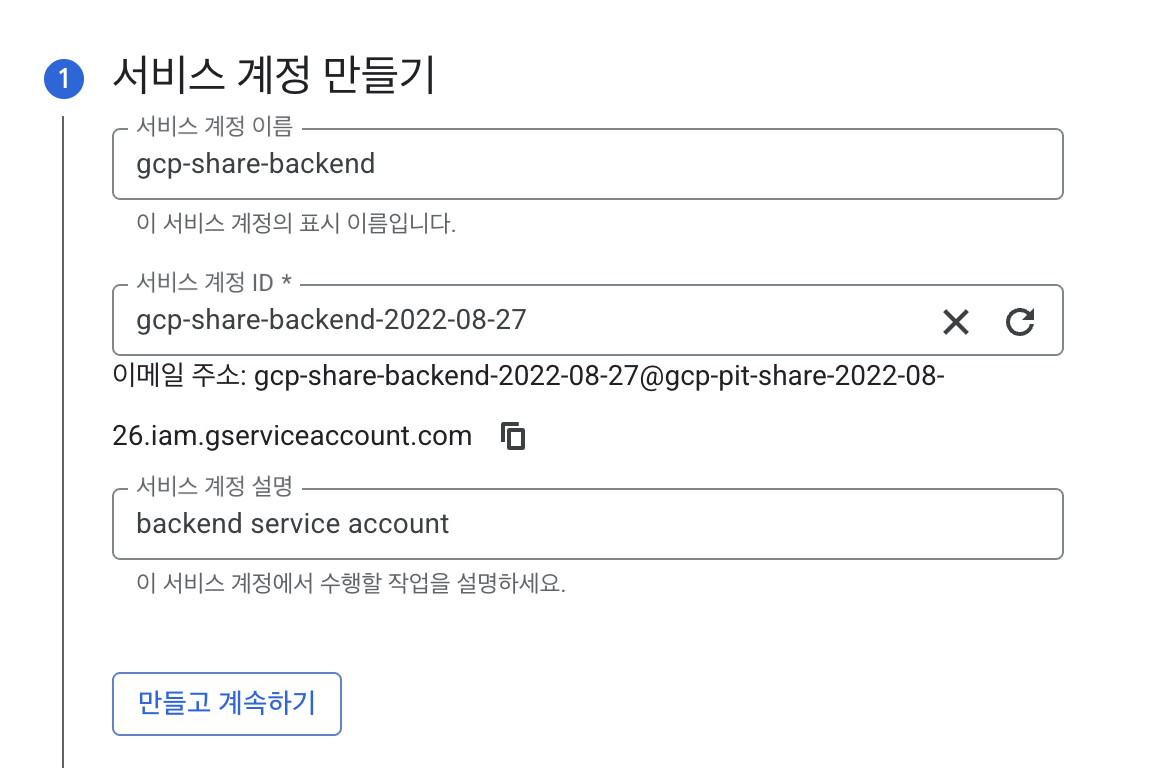 1 서비스 계정 만들기
서비스 계정 이름
gcp-share-backend
이 서비스 계정의 표시 이름입니다.
서비스 계정 ID *
gcp-share-backend-2022-08-27
이메일 주소: gcp-share-backend-2022-08-27@gcp-pit-share-2022-08-
26.iam.gserviceaccount.com
서비스 계정 설명
backend service account
이 서비스 계정에서 수행할 작업을 설명하세요.
만들고 계속하기